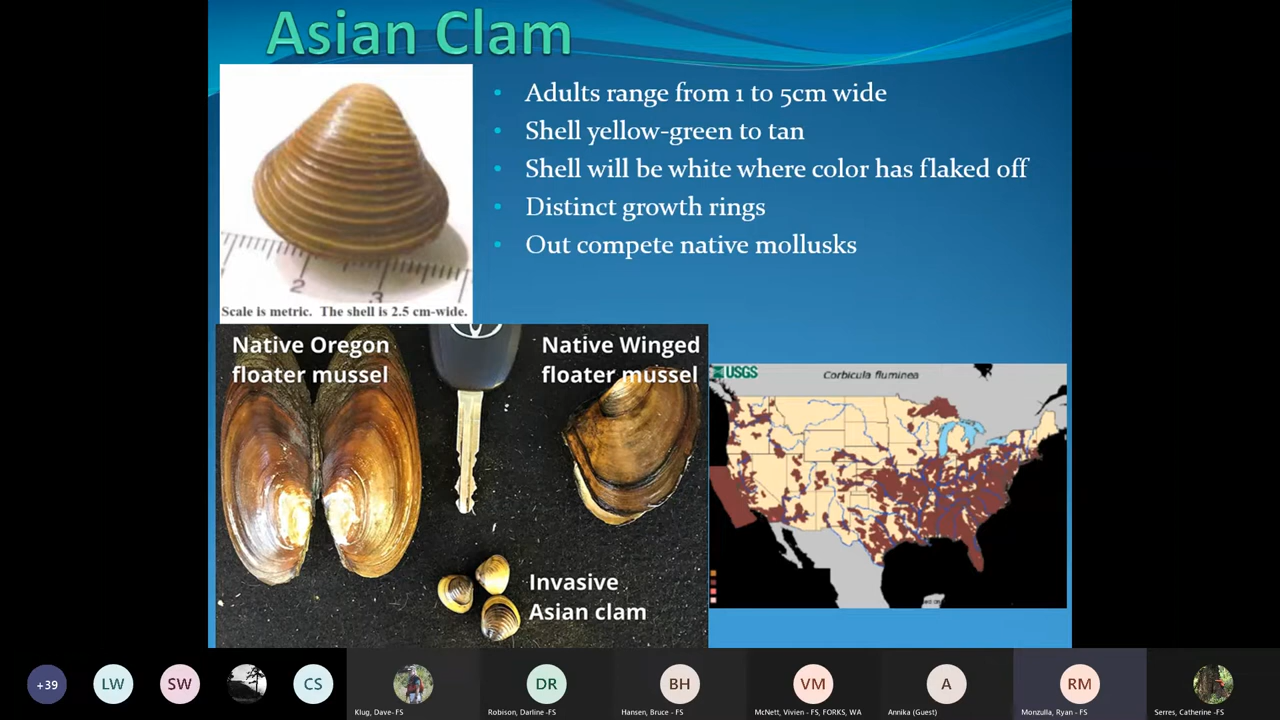 Asian Clam
Adults range from 1 to 5cm wide
Shell yellow-green to tan
Shell will be white where color has flaked off
Distinct growth rings
Out compete native mollusks
2
3
Scale is metric. The shell is 2.5 cm-wide.
Native Oregon
floater mussel
Native Winged
floater mussel
Invasive
Asian clam
USGS
Corbicula fluminea
+39
LW
SW
CS
DR
BH
VM
A
RM
Klug, Dave- FS
Robison, Darline -FS
Hansen, Bruce - FS
McNett, Vivien - FS, FORKS, WA
Annika (Guest)
Monzulla, Ryan - FS
Serres, Catherine -FS